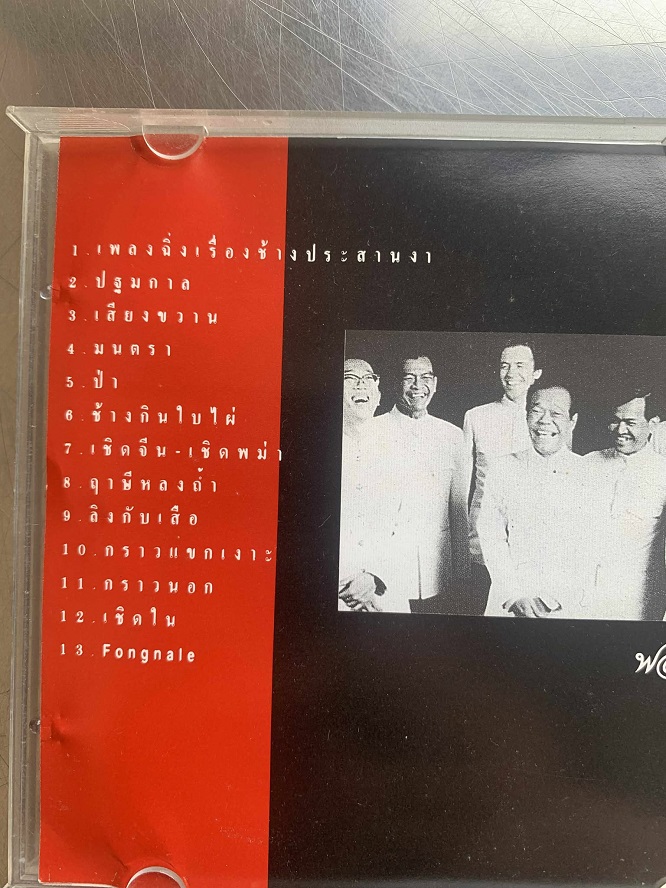 1.เพลงฉิ่งเรื่องช้างประสานงา
2.ปฐมกาล
3.เสียงขวาน
4.มนตรา
5.ป่า
6.ช้างกินใบไผ่
7.เชิดจีน-เชิดพม่า
8.ฤาษีหลงถ้ำ
9.ลิงกับเสือ
10.กราวแขกเงาะ
11.กราวนอก
12.เชิดใน
13.Fongnale